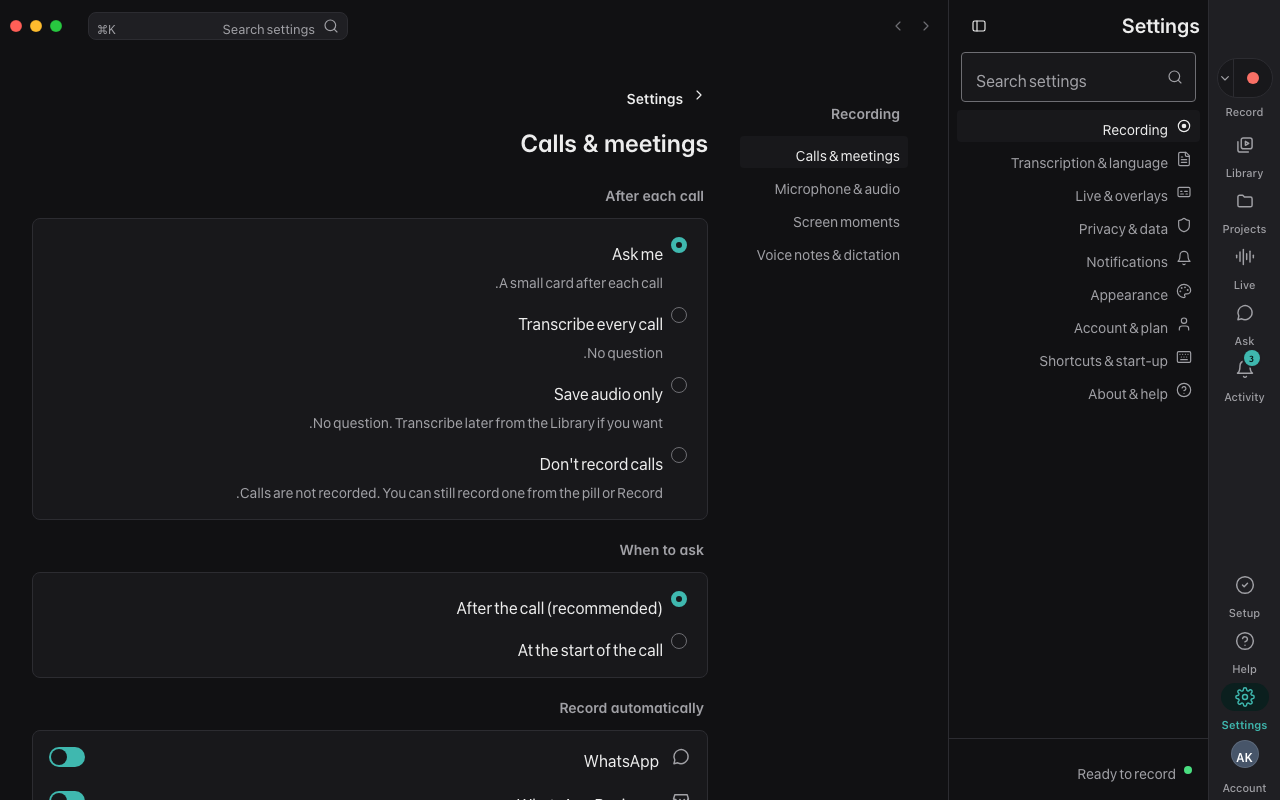 Settings
Search settings
⌘K
Record
Library
Projects
Live
Ask
3
Activity
Setup
Help
Settings
AK
Account
Search settings
Recording
Transcription & language
Live & overlays
Privacy & data
Notifications
Appearance
Account & plan
Shortcuts & start-up
About & help
Ready to record
Recording
Calls & meetings
Microphone & audio
Screen moments
Voice notes & dictation
Settings
Calls & meetings
After each call
Ask me
.A small card after each call
Transcribe every call
.No question
Save audio only
.No question. Transcribe later from the Library if you want
Don't record calls
.Calls are not recorded. You can still record one from the pill or Record
When to ask
After the call (recommended)
At the start of the call
Record automatically
WhatsApp